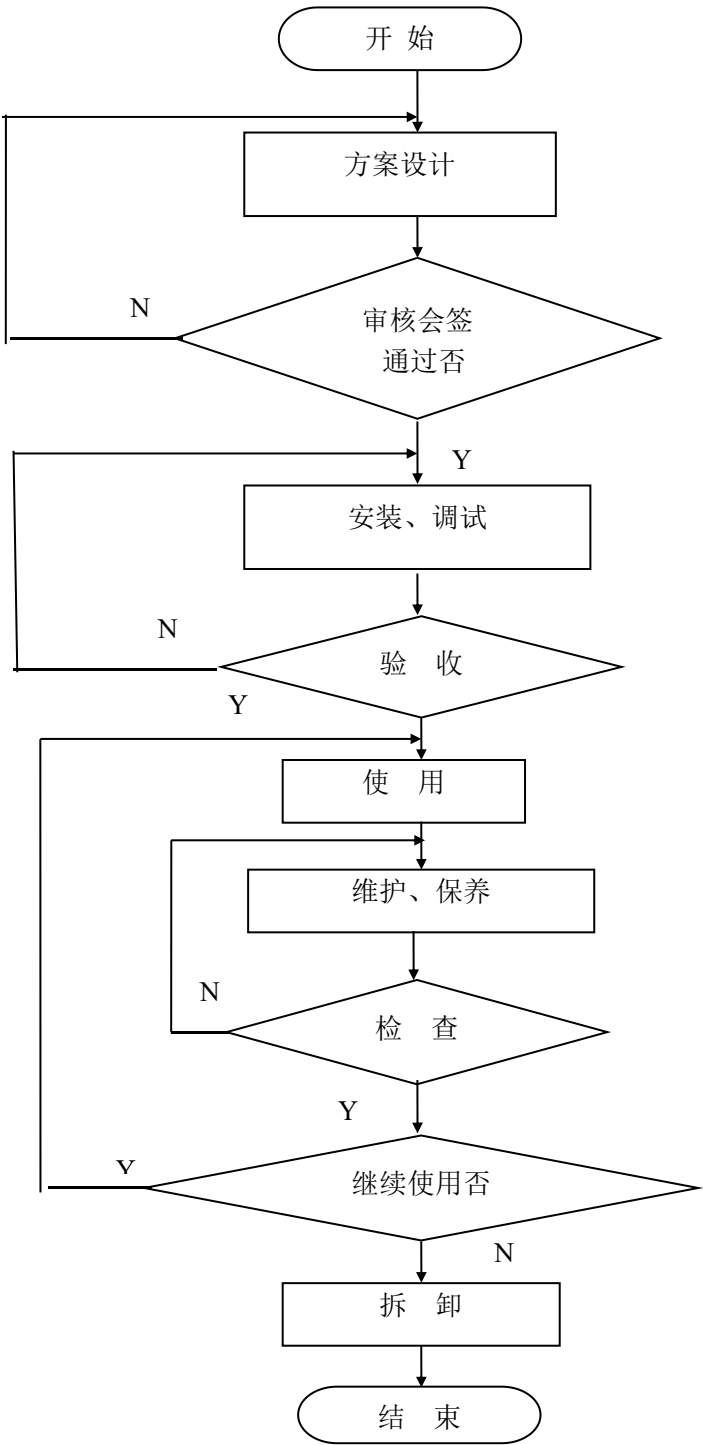 开 始
方案设计
N
审核会签
通过否
Y
安装、调试
N
验 收
Y
使 用
维护、保养
N
检 查
Y
Y
继续使用否
N
拆 卸
结 束